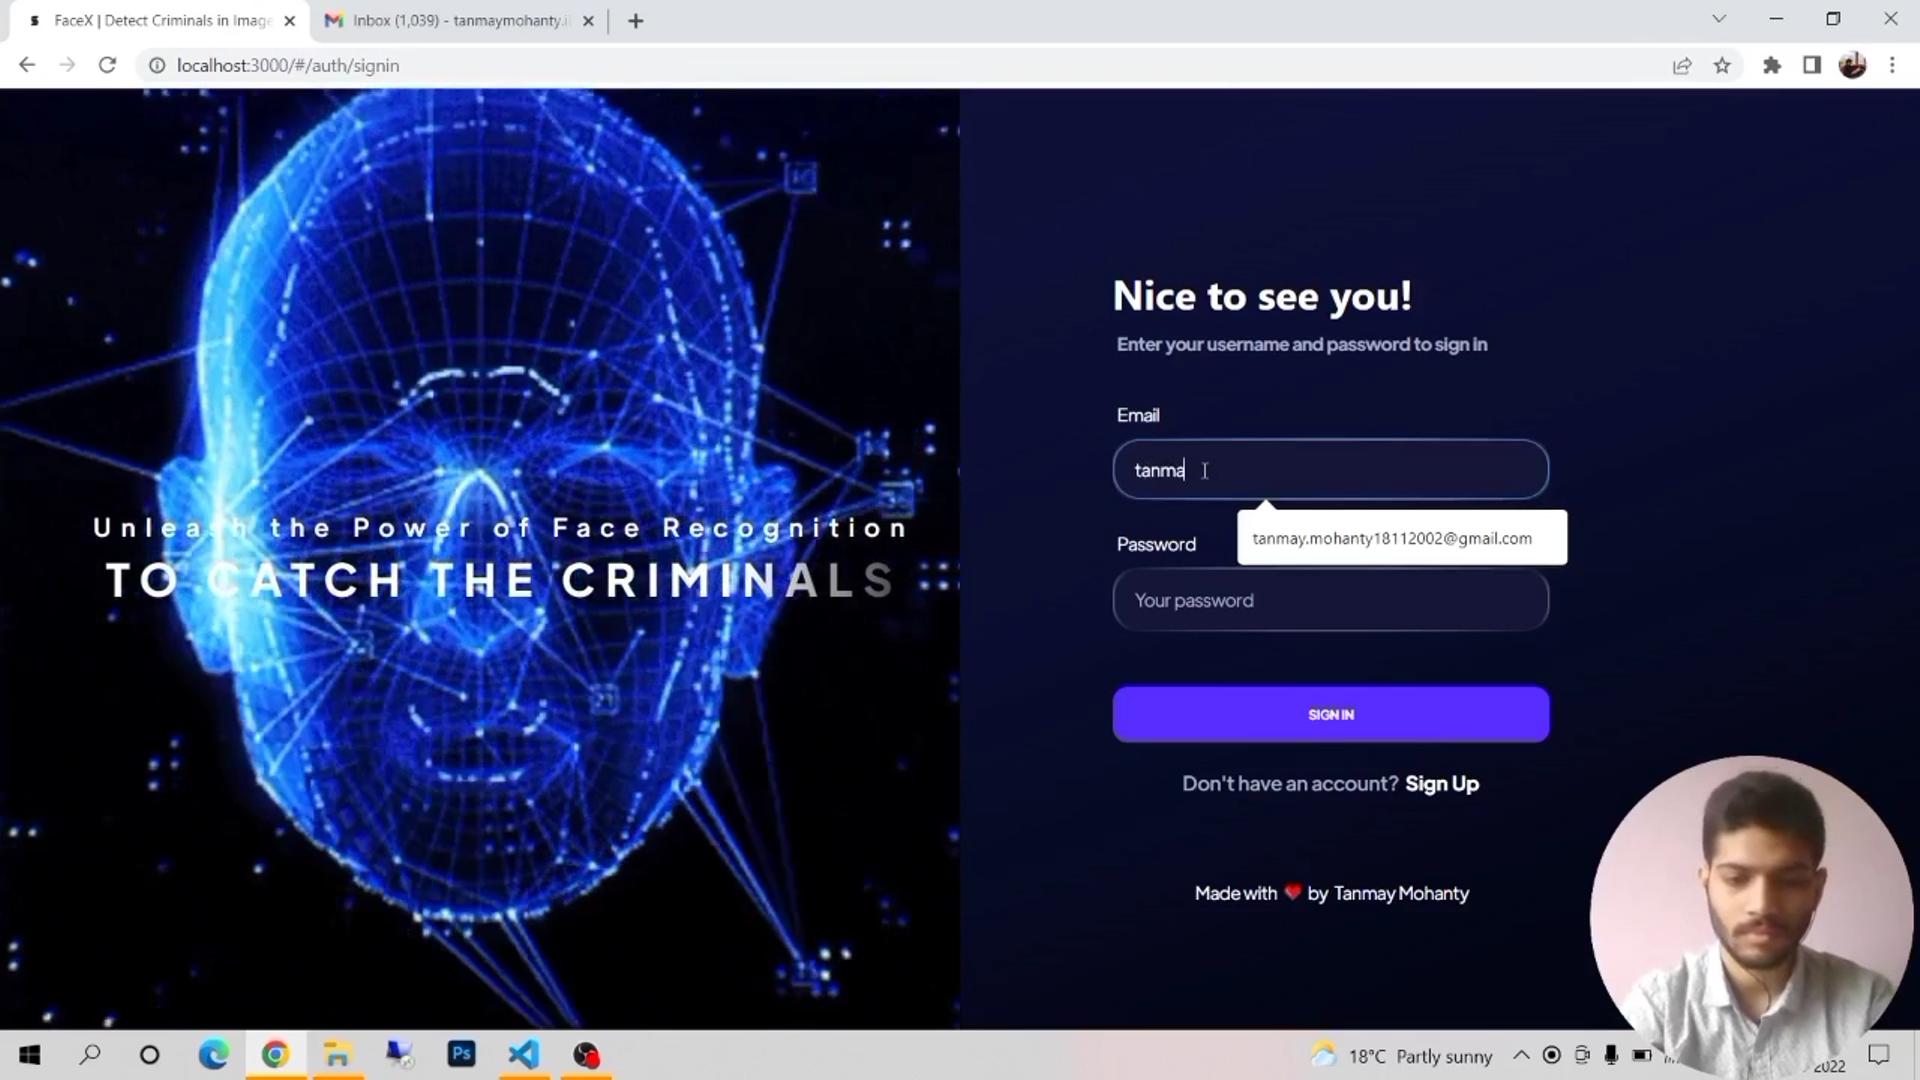 FaceX | Detect Criminals in Image
Inbox (1,039) - tanmaymohanty.i
localhost:3000/#/auth/signin
Unleash the Power of Face Recognition
TO CATCH THE CRIMINALS
Nice to see you!
Enter your username and password to sign in
Email
tanma
tanmay.mohanty18112002@gmail.com
Password
Your password
SIGN IN
Don't have an account? Sign Up
Made with ❤ by Tanmay Mohanty
Ps
18°C Partly sunny
2022